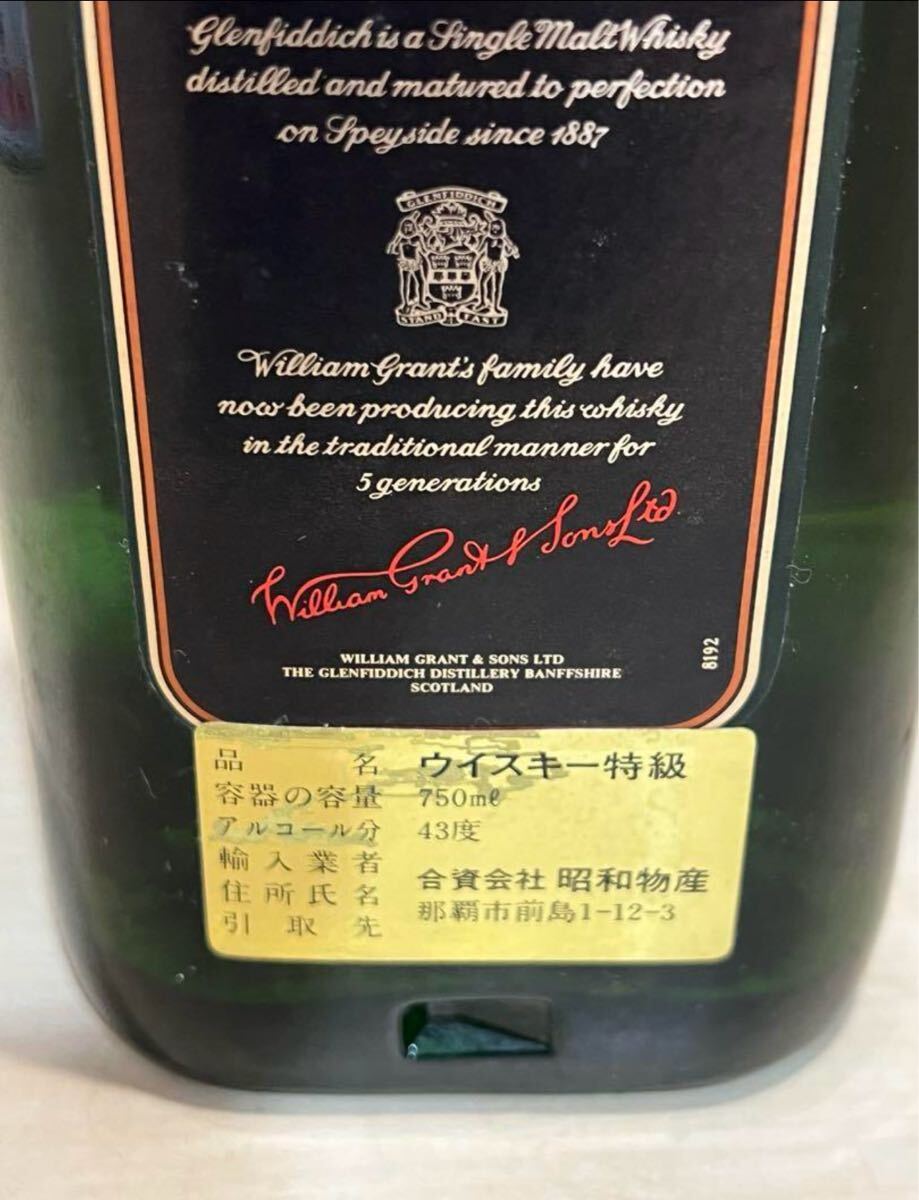 Glenfiddich is a Single Malt Whisky
distilled and matured to perfection
on Speyside since 1887
GLENFIDDICH
STAND FAST
William Grant's family have
now been producing this whisky
in the traditional manner for
5 generations
William Grant & Sons Ltd
WILLIAM GRANT & SONS LTD
THE GLENFIDDICH DISTILLERY BANFFSHIRE
SCOTLAND
8192
品名 ウイスキー特級
容器の容量 750mℓ
アルコール分 43度
輸入業者 合資会社 昭和物産
住所氏名 那覇市前島1-12-3
引取先